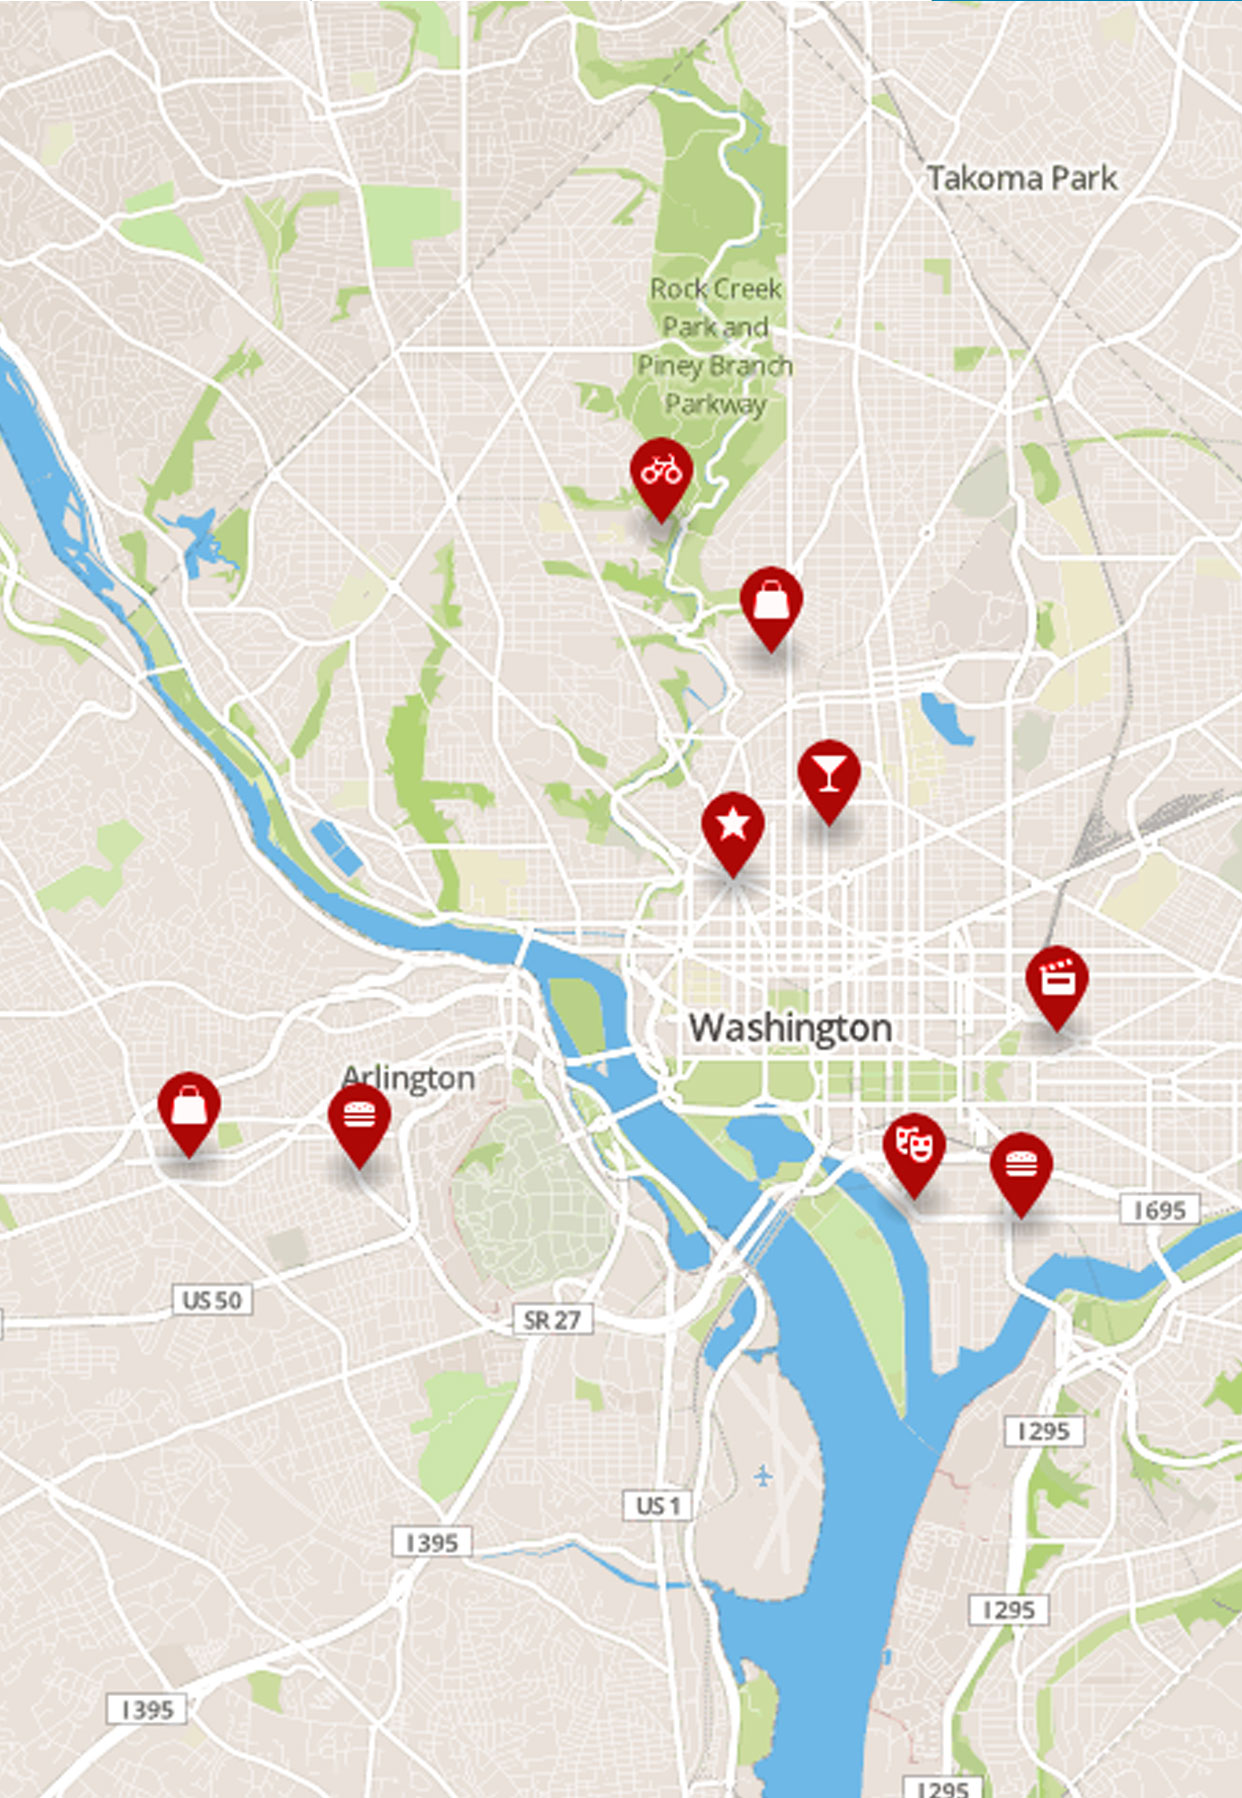 Takoma Park
Rock Creek
Park and
Piney Branch
Parkway
Washington
Arlington
I 695
US 50
SR 27
I 295
US 1
I 395
I 295
I 395
I 295